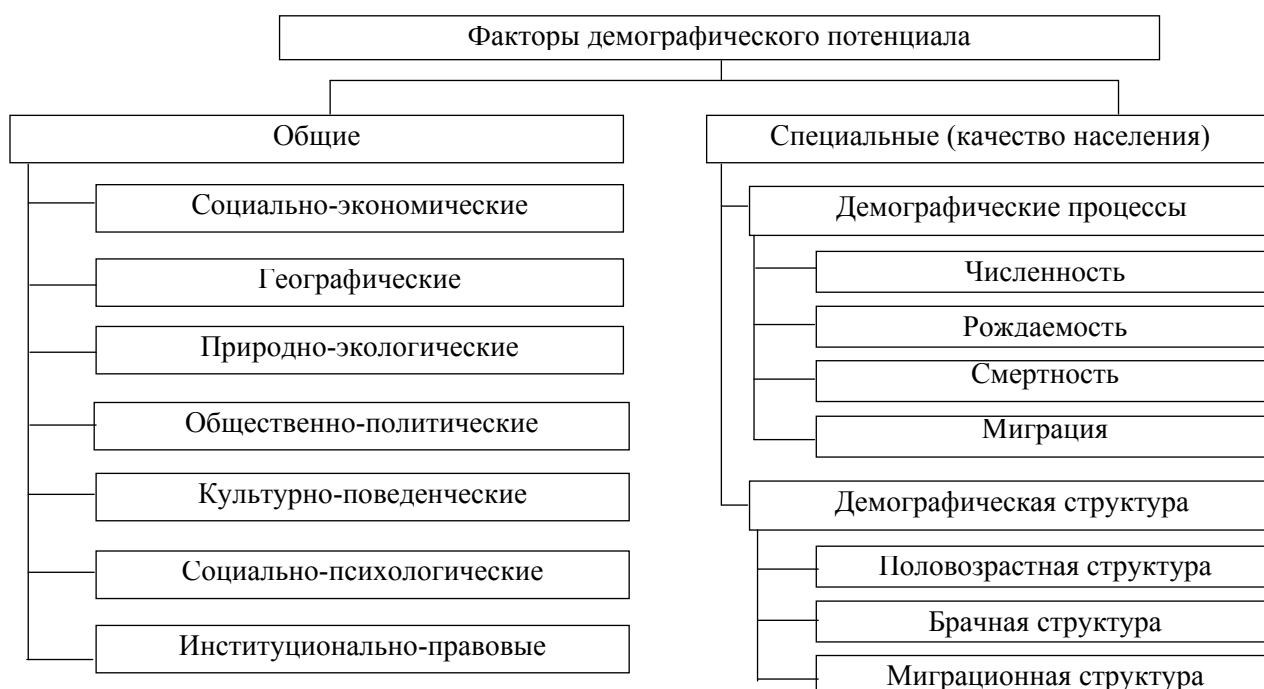 Факторы демографического потенциала
Общие
Социально-экономические
Географические
Природно-экологические
Общественно-политические
Культурно-поведенческие
Социально-психологические
Институционально-правовые
Специальные (качество населения)
Демографические процессы
Численность
Рождаемость
Смертность
Миграция
Демографическая структура
Половозрастная структура
Брачная структура
Миграционная структура